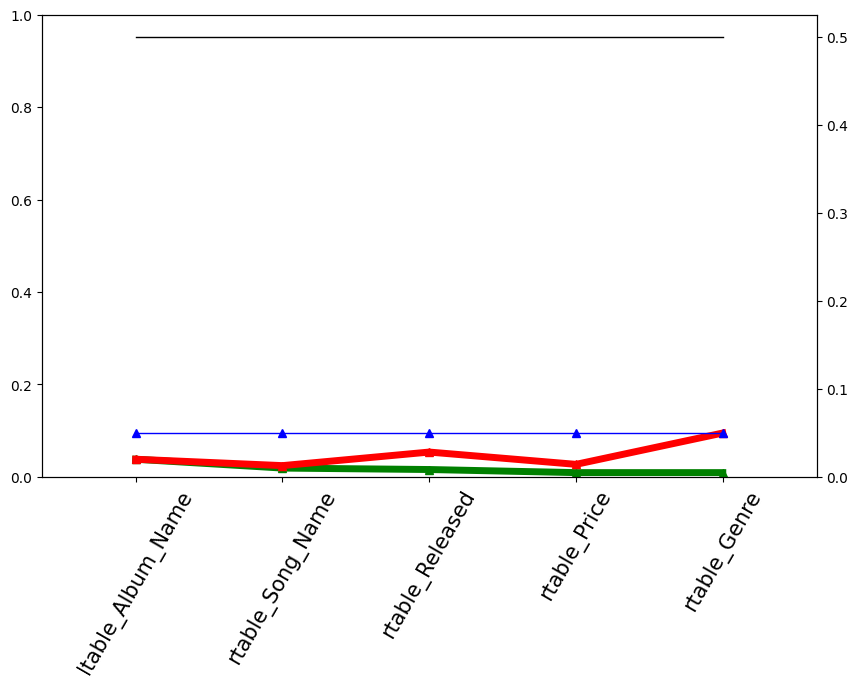 1.0
0.8
0.6
0.4
0.2
0.0
0.5
0.4
0.3
0.2
0.1
0.0
ltable_Album_Name
rtable_Song_Name
rtable_Released
rtable_Price
rtable_Genre